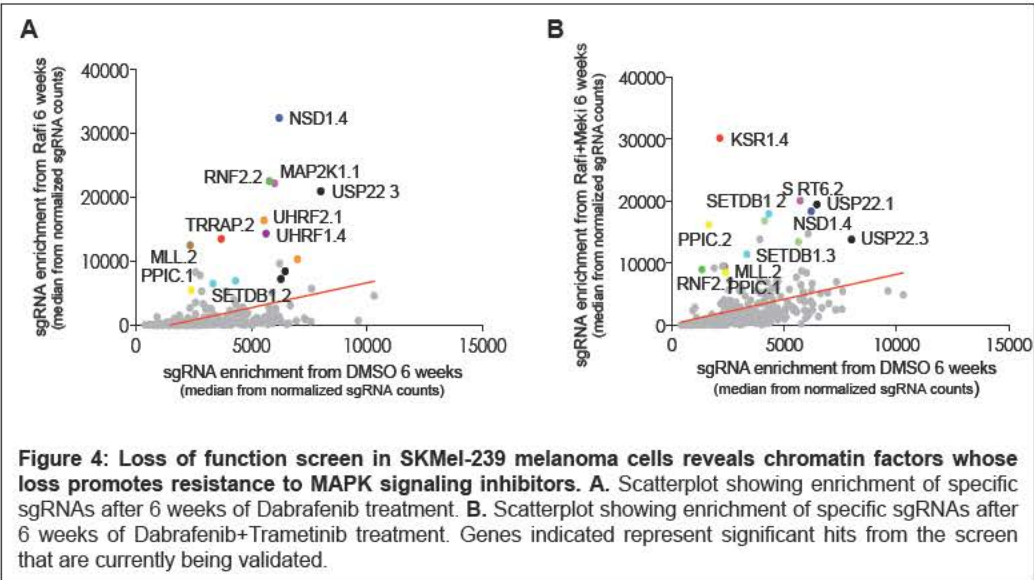 A
sgRNA enrichment from Rafi 6 weeks
(median from normalized sgRNA counts)
40000
30000
20000
10000
0
NSD1.4
RNF2.2
MAP2K1.1
USP22 3
UHRF2.1
TRRAP.2
UHRF1.4
MLL.2
PPIC.1
SETDB1.2
0
5000
10000
15000
sgRNA enrichment from DMSO 6 weeks
(median from normalized sgRNA counts)
B
sgRNA enrichment from Rafi+Meki 6 weeks
(median from normalized sgRNA counts)
40000
30000
20000
10000
0
KSR1.4
S RT6.2
SETDB1 2
USP22.1
NSD1.4
PPIC.2
USP22.3
SETDB1.3
MLL.2
RNF2.1
PPIC.1
0
5000
10000
15000
sgRNA enrichment from DMSO 6 weeks
(median from normalized sgRNA counts)
Figure 4: Loss of function screen in SKMel-239 melanoma cells reveals chromatin factors whose
loss promotes resistance to MAPK signaling inhibitors. A. Scatterplot showing enrichment of specific
sgRNAs after 6 weeks of Dabrafenib treatment. B. Scatterplot showing enrichment of specific sgRNAs after
6 weeks of Dabrafenib+Trametinib treatment. Genes indicated represent significant hits from the screen
that are currently being validated.